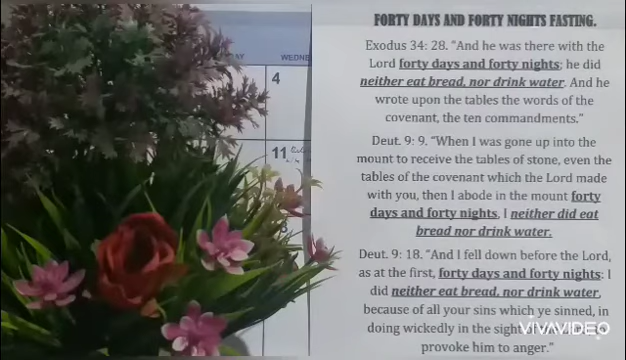 FORTY DAYS AND FORTY NIGHTS FASTING.
Exodus 34: 28. "And he was there with the
Lord forty days and forty nights; he did
neither eat bread, nor drink water. And he
wrote upon the tables the words of the
covenant, the ten commandments."
Deut. 9: 9. "When I was gone up into the
mount to receive the tables of stone, even the
tables of the covenant which the Lord made
with you, then I abode in the mount forty
days and forty nights, I neither did eat
bread nor drink water.
Deut. 9: 18. "And I fell down before the Lord,
as at the first, forty days and forty nights: I
did neither eat bread, nor drink water,
because of all your sins which ye sinned, in
doing wickedly in the sight
provoke him to anger."
VIVAVIDEO
AY
WEDNE
4
11